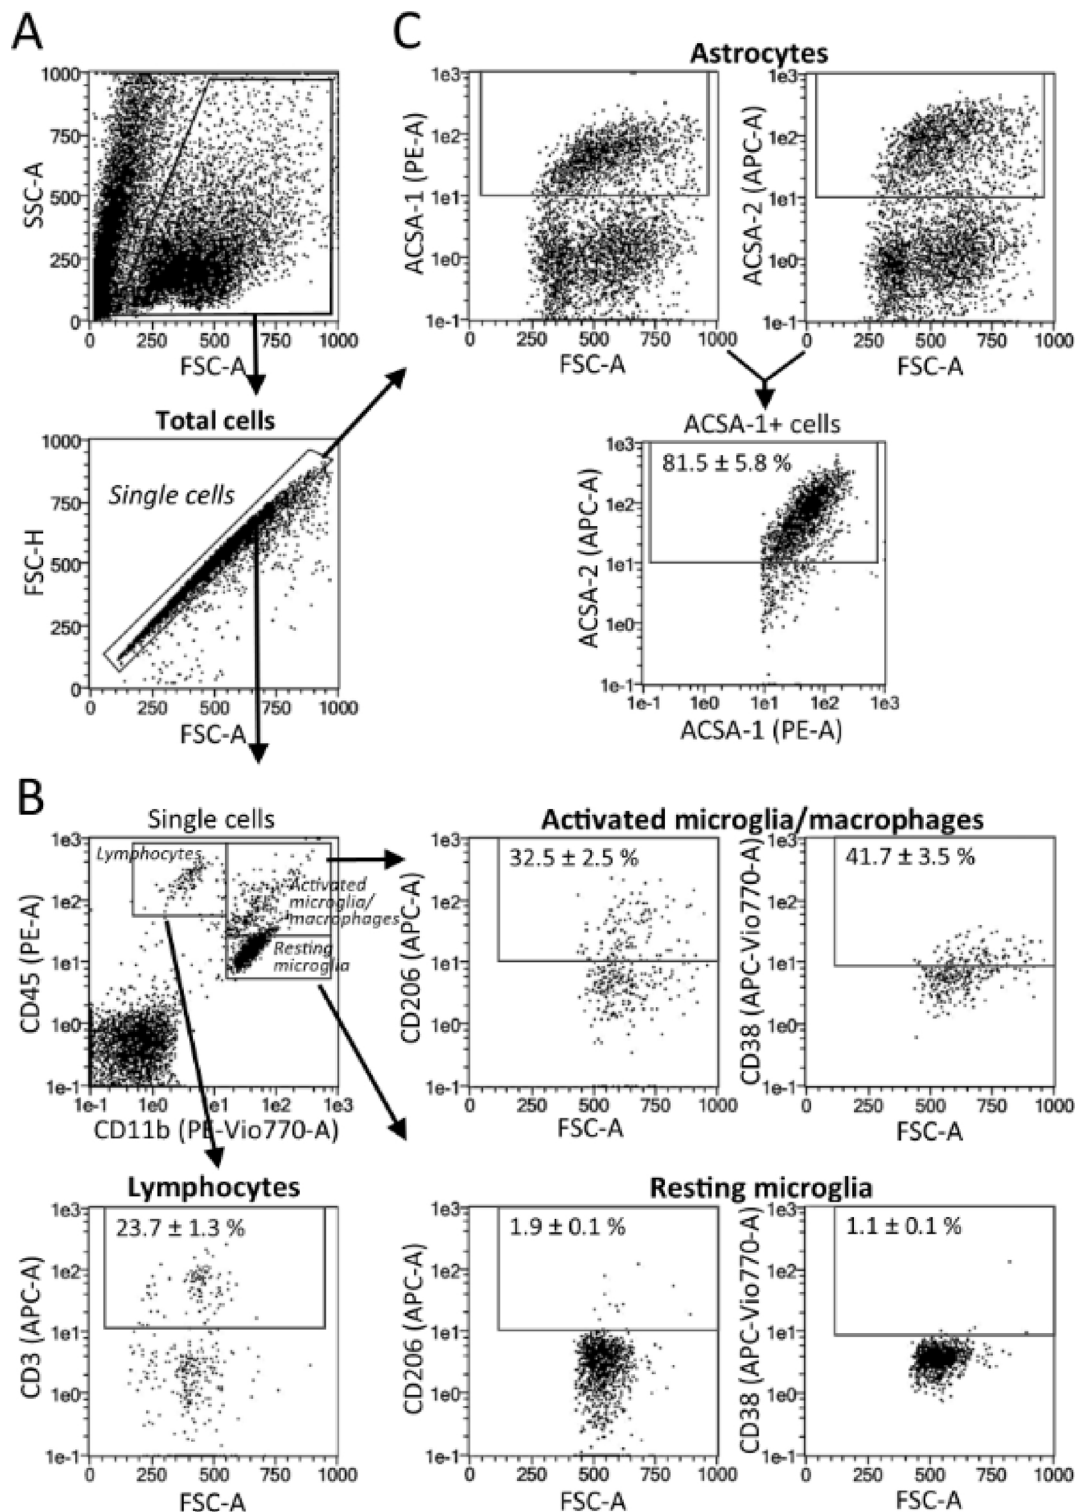 A
SSC-A
1000
750
500
250
0
0 250 500 750 1000
FSC-A
Total cells
Single cells
FSC-H
1000
750
500
250
0
0 250 500 750 1000
FSC-A
C
Astrocytes
ACSA-1 (PE-A)
1e3
1e2
1e1
1e0
1e-1
0 250 500 750 1000
FSC-A
ACSA-2 (APC-A)
1e3
1e2
1e1
1e0
1e-1
0 250 500 750 1000
FSC-A
ACSA-1+ cells
81.5 ± 5.8 %
ACSA-2 (APC-A)
1e3
1e2
1e1
1e0
1e-1
1e-1 1e0 1e1 1e2 1e3
ACSA-1 (PE-A)
B
Single cells
Lymphocytes
Activated
microglia/
macrophages
Resting
microglia
CD45 (PE-A)
1e3
1e2
1e1
1e0
1e-1
1e-1 1e0 1e1 1e2 1e3
CD11b (PE-Vio770-A)
Activated microglia/macrophages
32.5 ± 2.5 %
CD206 (APC-A)
1e3
1e2
1e1
1e0
1e-1
0 250 500 750 1000
FSC-A
41.7 ± 3.5 %
CD38 (APC-Vio770-A)
1e3
1e2
1e1
1e0
1e-1
0 250 500 750 1000
FSC-A
Lymphocytes
23.7 ± 1.3 %
CD3 (APC-A)
1e3
1e2
1e1
1e0
1e-1
0 250 500 750 1000
FSC-A
Resting microglia
1.9 ± 0.1 %
CD206 (APC-A)
1e3
1e2
1e1
1e0
1e-1
0 250 500 750 1000
FSC-A
1.1 ± 0.1 %
CD38 (APC-Vio770-A)
1e3
1e2
1e1
1e0
1e-1
0 250 500 750 1000
FSC-A